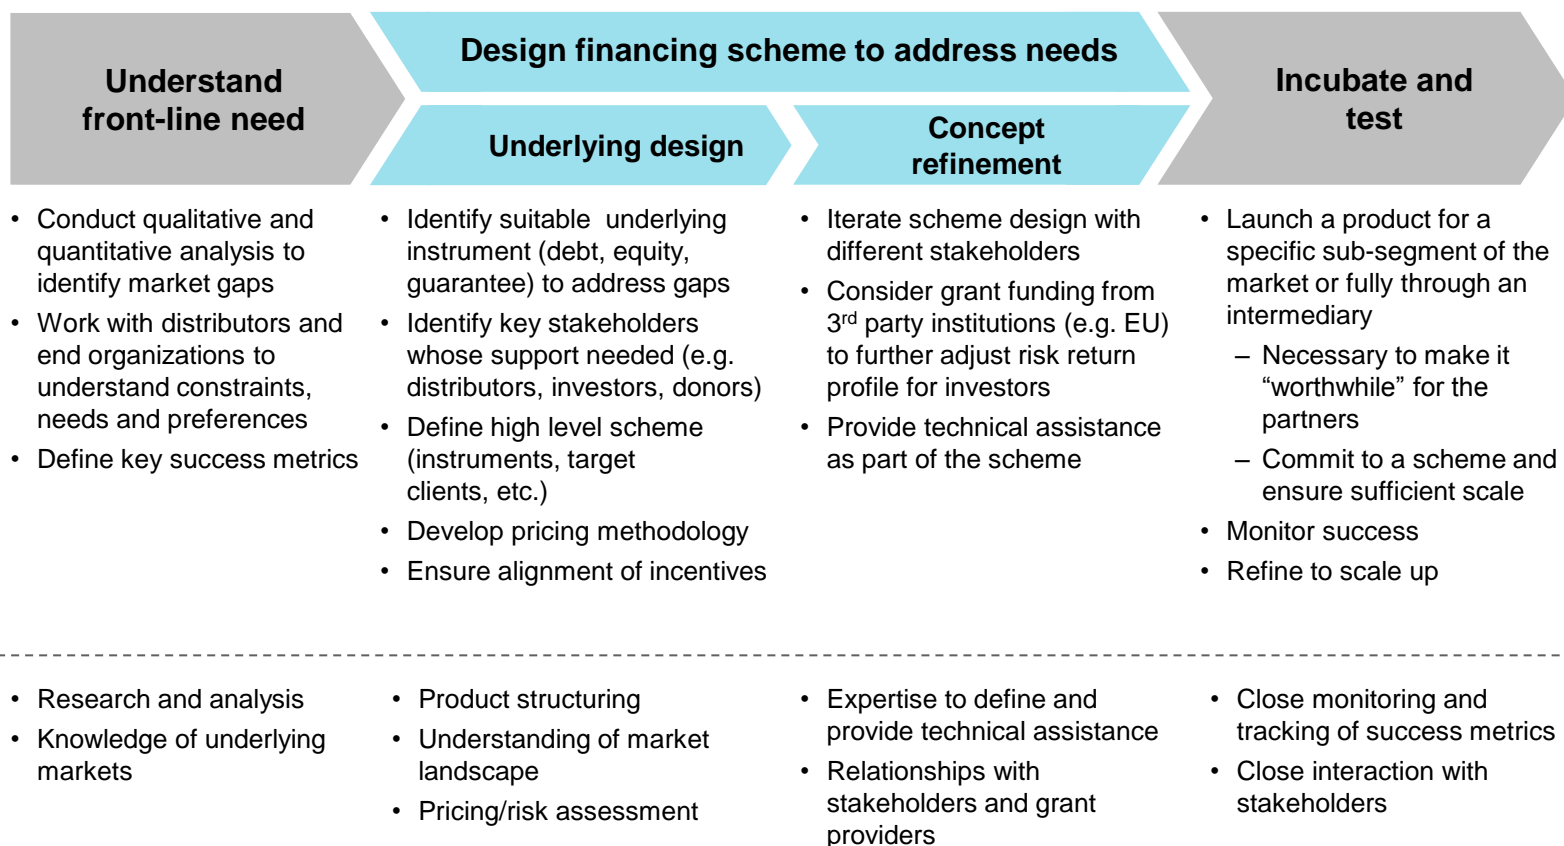 Understand
front-line need
Design financing scheme to address needs
Underlying design
Concept
refinement
Incubate and
test
• Conduct qualitative and
quantitative analysis to
identify market gaps
• Work with distributors and
end organizations to
understand constraints,
needs and preferences
• Define key success metrics
• Identify suitable  underlying
instrument (debt, equity,
guarantee) to address gaps
• Identify key stakeholders
whose support needed (e.g.
distributors, investors, donors)
• Define high level scheme
(instruments, target
clients, etc.)
• Develop pricing methodology
• Ensure alignment of incentives
• Iterate scheme design with
different stakeholders
• Consider grant funding from
3rd party institutions (e.g. EU)
to further adjust risk return
profile for investors
• Provide technical assistance
as part of the scheme
• Launch a product for a
specific sub-segment of the
market or fully through an
intermediary
– Necessary to make it
“worthwhile” for the
partners
– Commit to a scheme and
ensure sufficient scale
• Monitor success
• Refine to scale up
• Research and analysis
• Knowledge of underlying
markets
• Product structuring
• Understanding of market
landscape
• Pricing/risk assessment
• Expertise to define and
provide technical assistance
• Relationships with
stakeholders and grant
providers
• Close monitoring and
tracking of success metrics
• Close interaction with
stakeholders